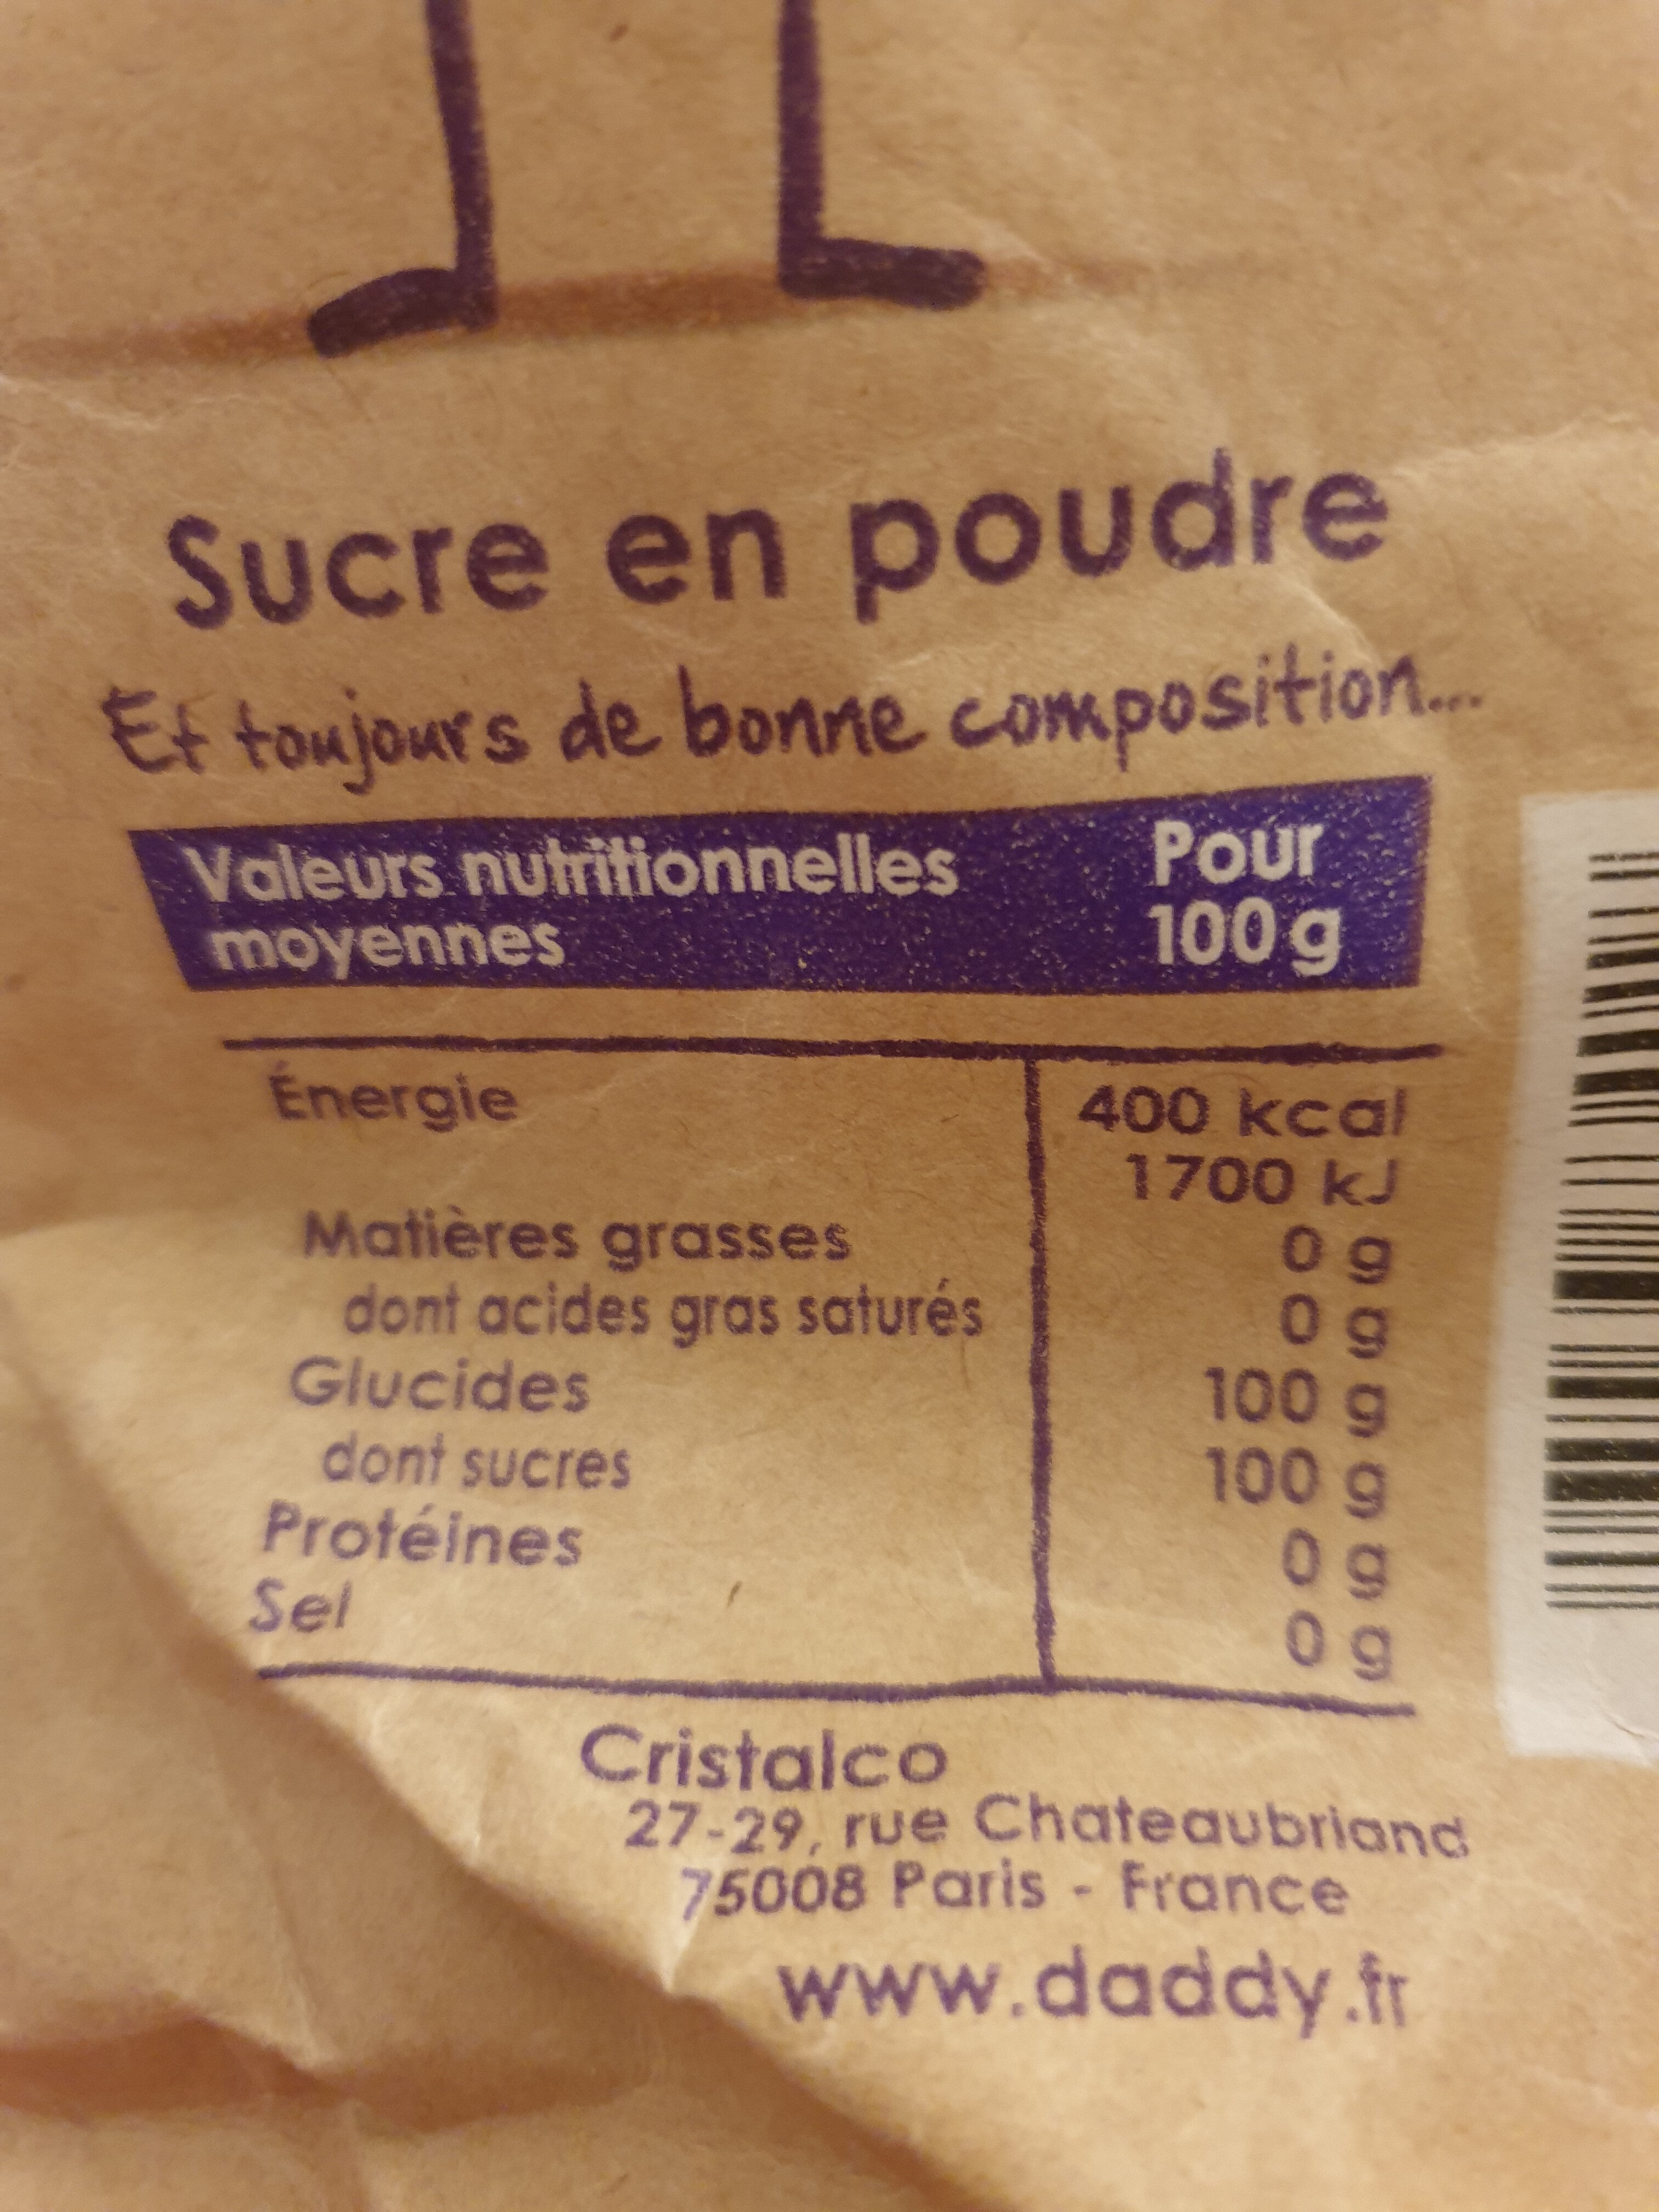 Sucre en poudre
Et toujours de bonne composition...
Valeurs nutritionnelles moyennes Pour 100 g
Énergie 400 kcal
1700 kJ
Matières grasses 0 g
dont acides gras saturés 0 g
Glucides 100 g
dont sucres 100 g
Protéines 0 g
Sel 0 g
Cristalco
27-29, rue Chateaubriand
75008 Paris - France
www.daddy.fr